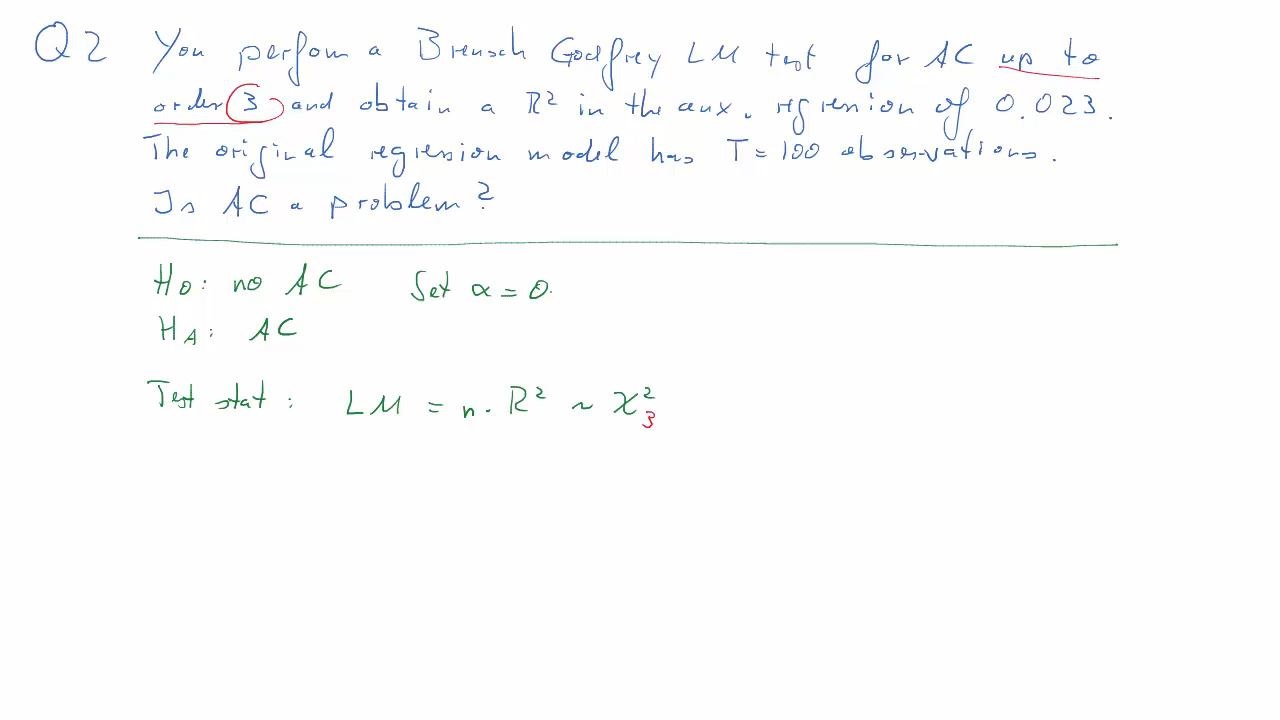 Q2 You perform a Breusch Godfrey LM test for AC up to
order 3 and obtain a R² in the aux. regression of 0.023.
The original regression model has T = 100 observations.
Is AC a problem?
H0: no AC Set α = 0.
HA: AC
Test stat: LM = n · R² ~ χ²₃